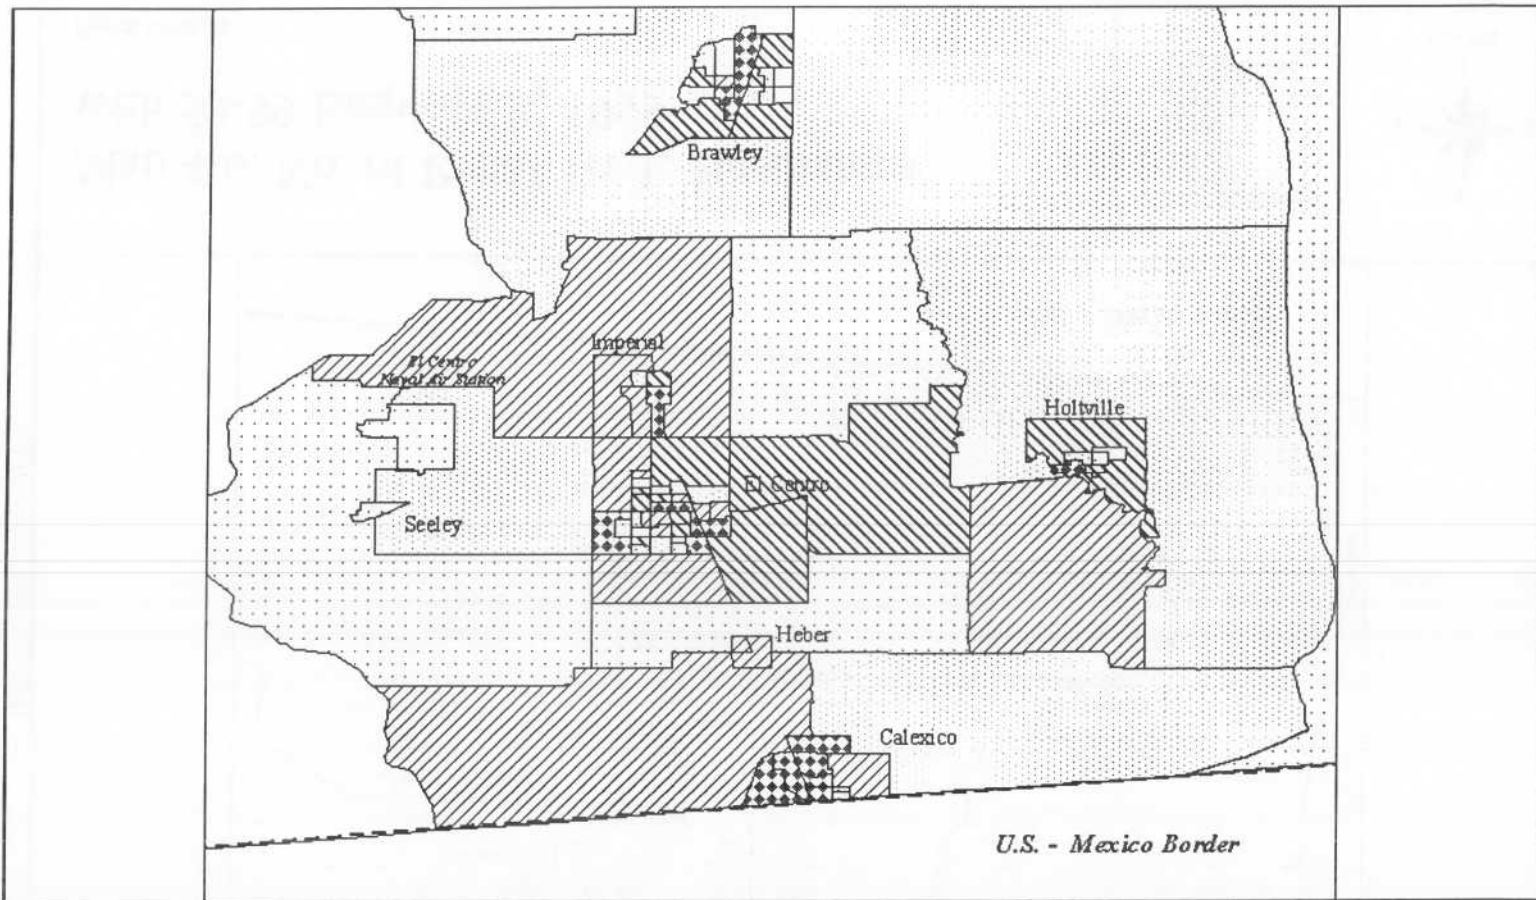 Brawley
Imperial
El Centro
Naval Air Station
Holtville
El Centro
Seeley
Heber
Calexico
U.S. - Mexico Border